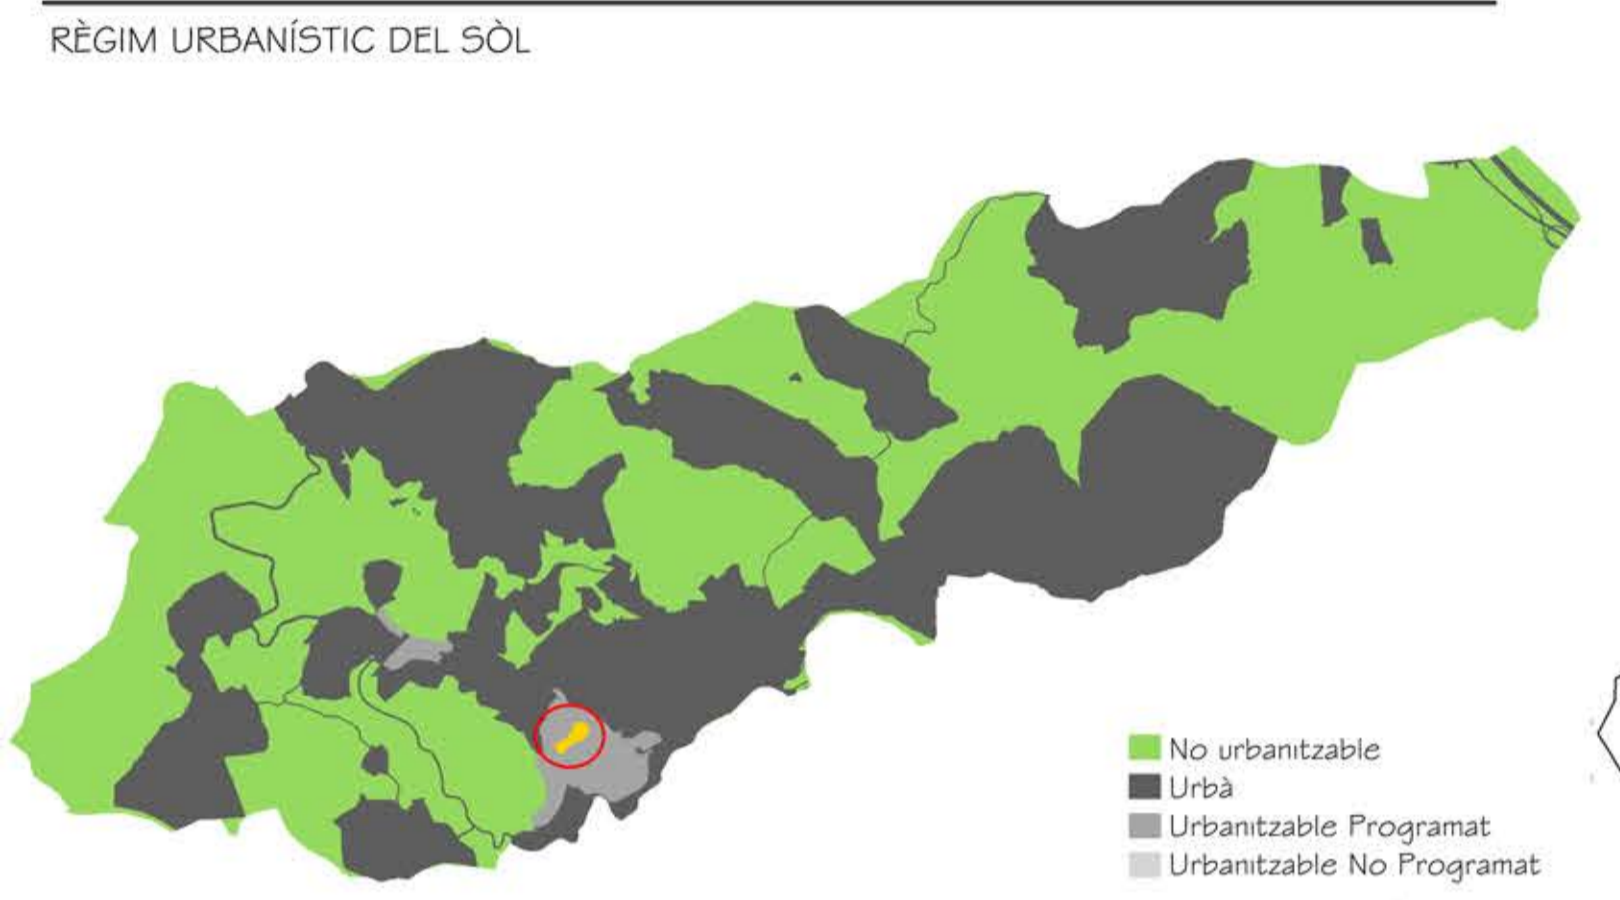 RÈGIM URBANÍSTIC DEL SÒL
No urbanitzable
Urbà
Urbanitzable Programat
Urbanitzable No Programat